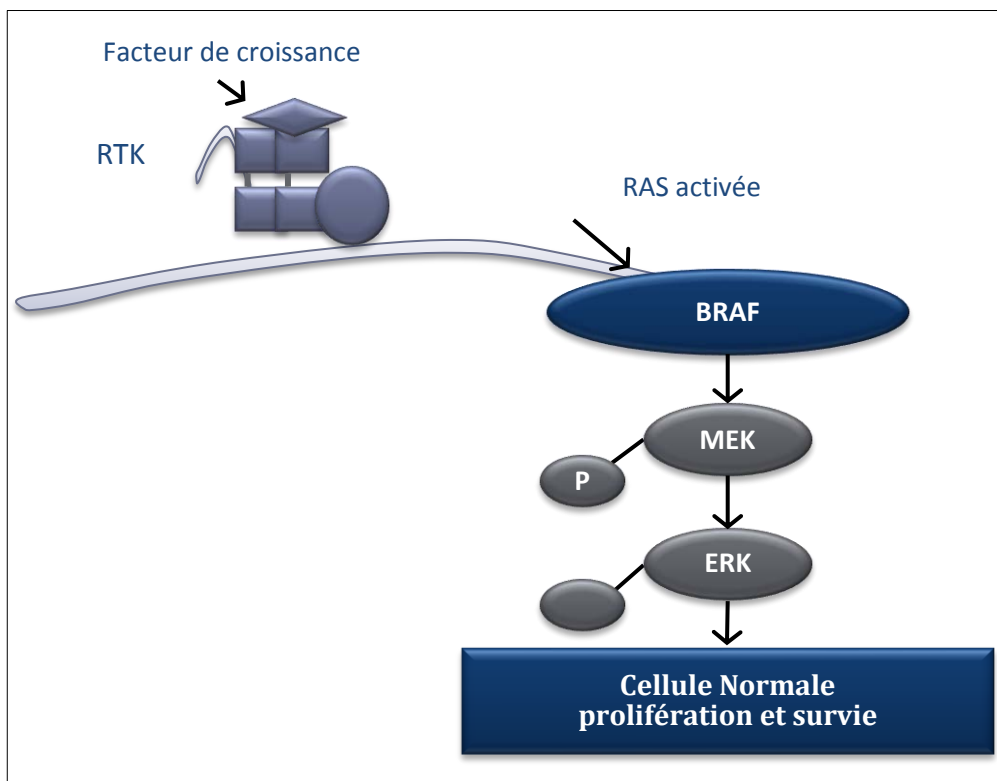 Facteur de croissance
RTK
RAS activée
BRAF
MEK
P
ERK
Cellule Normale
prolifération et survie